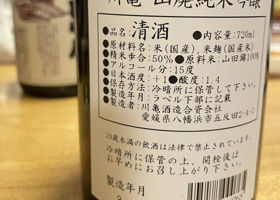 川亀 山廃純米吟醸
●品名:清酒 ●内容量:720ml
●原材料名:米(国産)、米麹(国産米)
●精米歩合:50% ●原料米:山田錦100%
●アルコール分:15度
●日本酒度:+1 ●酸度:1.4
●保存方法:冷暗所に保管して下さい。
●製造年月:ラベル下部に記載
●製造者:川亀酒造合資会社
愛媛県八幡浜市五反田2-4-1
20歳未満の飲酒は法律で禁止されています。
冷暗所に保管の上、開栓後は
お早めにお召し上がり下さい。
製造年月